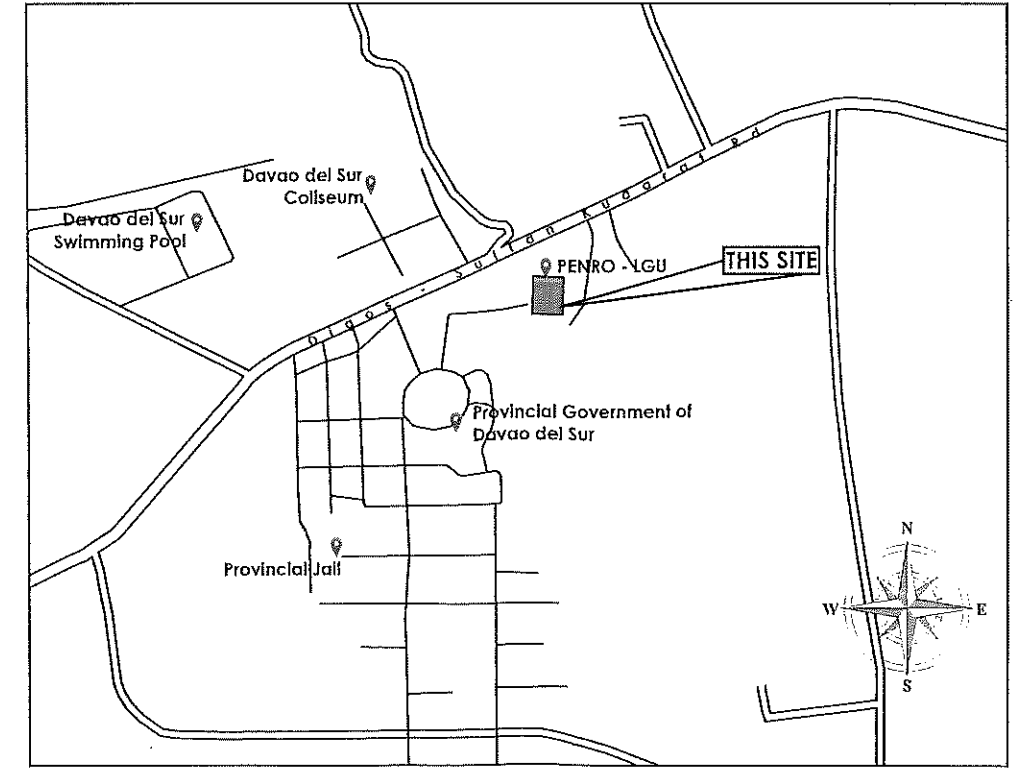 Davao del Sur
Coliseum
Davao del Sur
Swimming Pool
Digos - Sultan Kudarat Rd
PENRO - LGU
THIS SITE
Provincial Government of
Davao del Sur
Provincial Jail
N
W
E
S